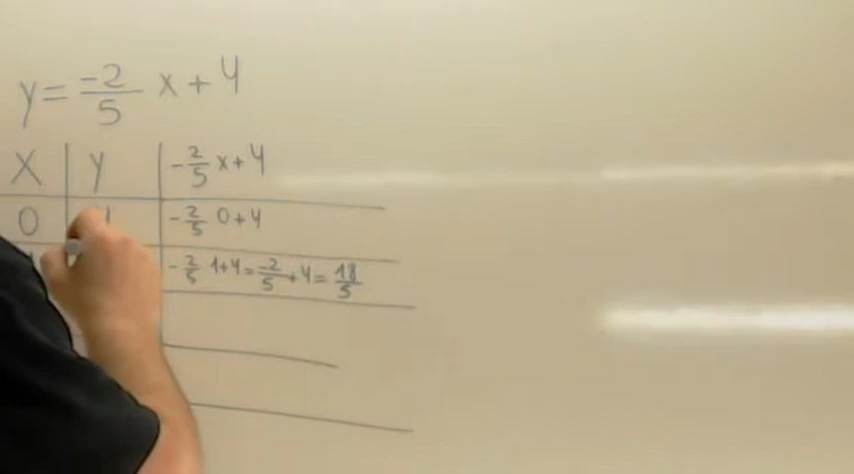 y = -2/5 x + 4
X Y -2/5 x + 4
0 -2/5 0 + 4
-2/5 1 + 4 = -2/5 + 4 = 18/5